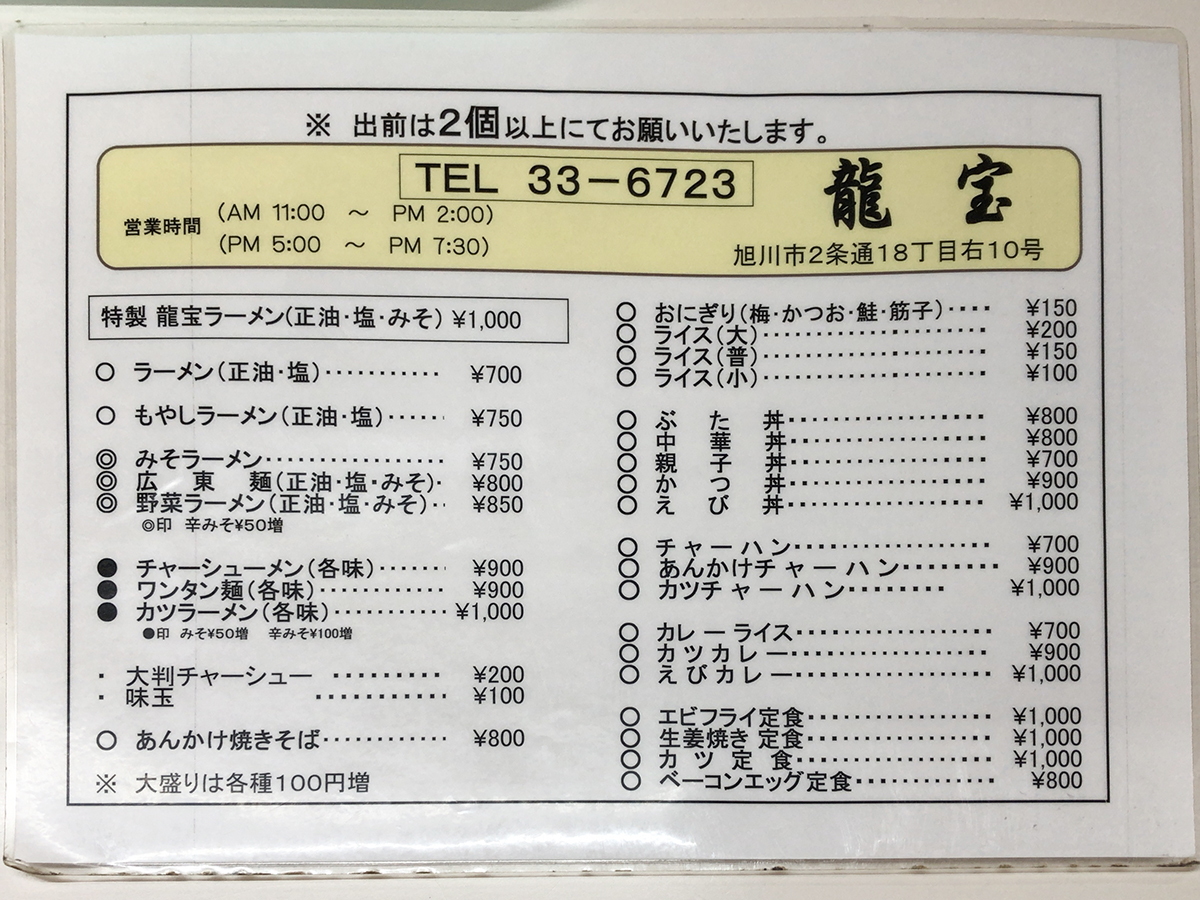 ※ 出前は2個以上にてお願いいたします。
TEL 33-6723
龍宝
営業時間 (AM 11:00 ～ PM 2:00)
(PM 5:00 ～ PM 7:30)
旭川市2条通18丁目右10号
特製 龍宝ラーメン(正油・塩・みそ) ¥1,000
○ ラーメン(正油・塩)・・・・・・・・・・・ ¥700
○ もやしラーメン(正油・塩)・・・・・・ ¥750
◎ みそラーメン・・・・・・・・・・・・・・・・・ ¥750
◎ 広東麺(正油・塩・みそ)・ ¥800
◎ 野菜ラーメン(正油・塩・みそ)・・ ¥850
◎印 辛みそ¥50増
● チャーシューメン(各味)・・・・・・ ¥900
● ワンタン麺(各味)・・・・・・・・・・・ ¥900
● カツラーメン(各味)・・・・・・・・・・ ¥1,000
●印 みそ¥50増 辛みそ¥100増
・ 大判チャーシュー ・・・・・・・・・ ¥200
・ 味玉 ・・・・・・・・・・ ¥100
○ あんかけ焼きそば・・・・・・・・・・・ ¥800
※ 大盛りは各種100円増
○ おにぎり(梅・かつお・鮭・筋子)・・・・ ¥150
○ ライス(大)・・・・・・・・・・・・・・・・・・・ ¥200
○ ライス(普)・・・・・・・・・・・・・・・・・・・ ¥150
○ ライス(小)・・・・・・・・・・・・・・・・・・・ ¥100
○ ぶた丼・・・・・・・・・・・・・・・・・ ¥800
○ 中華丼・・・・・・・・・・・・・・・・・ ¥800
○ 親子丼・・・・・・・・・・・・・・・・・ ¥700
○ かつ丼・・・・・・・・・・・・・・・・・ ¥900
○ えび丼・・・・・・・・・・・・・・・・・ ¥1,000
○ チャーハン・・・・・・・・・・・・・・・・・ ¥700
○ あんかけチャーハン・・・・・・・・・ ¥900
○ カツチャーハン・・・・・・・・ ¥1,000
○ カレーライス・・・・・・・・・・・・・・・・・ ¥700
○ カツカレー・・・・・・・・・・・・・・・・・ ¥900
○ えびカレー・・・・・・・・・・・・・・・・・ ¥1,000
○ エビフライ定食・・・・・・・・・・・・・・・・ ¥1,000
○ 生姜焼き 定食・・・・・・・・・・・・・・・・ ¥1,000
○ カツ定食・・・・・・・・・・・・・・・・・ ¥1,000
○ ベーコンエッグ定食・・・・・・・・・・・・ ¥800